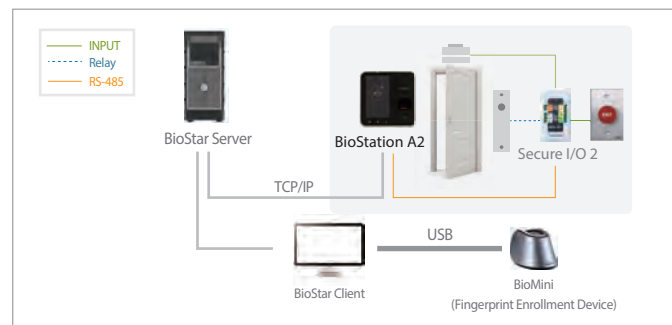 INPUT
Relay
RS-485
BioStar Server
BioStation A2
Secure I/O 2
EXIT
TCP/IP
USB
BioStar Client
BioMini
(Fingerprint Enrollment Device)